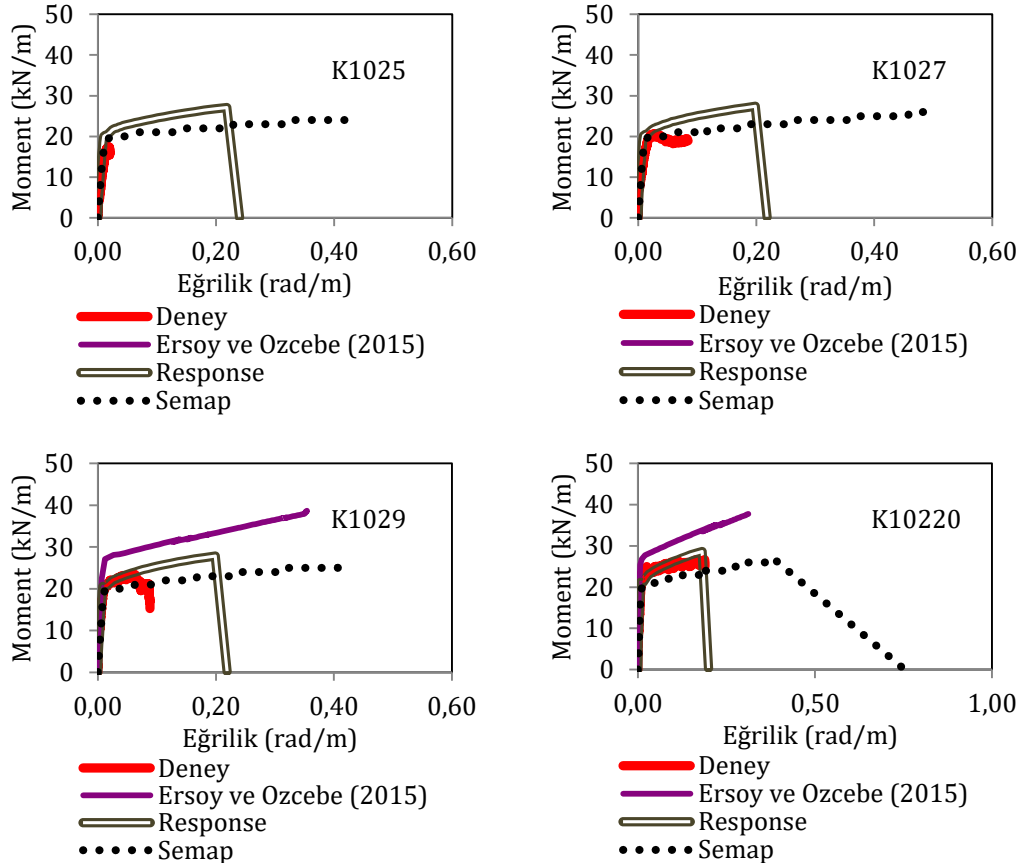 50
40
30
20
10
0
Moment (kN/m)
K1025
0,00 0,20 0,40 0,60
Eğrilik (rad/m)
Deney
Ersoy ve Ozcebe (2015)
Response
Semap
50
40
30
20
10
0
Moment (kN/m)
K1027
0,00 0,20 0,40 0,60
Eğrilik (rad/m)
Deney
Ersoy ve Ozcebe (2015)
Response
Semap
50
40
30
20
10
0
Moment (kN/m)
K1029
0,00 0,20 0,40 0,60
Eğrilik (rad/m)
Deney
Ersoy ve Ozcebe (2015)
Response
Semap
50
40
30
20
10
0
Moment (kN/m)
K10220
0,00 0,50 1,00
Eğrilik (rad/m)
Deney
Ersoy ve Ozcebe (2015)
Response
Semap